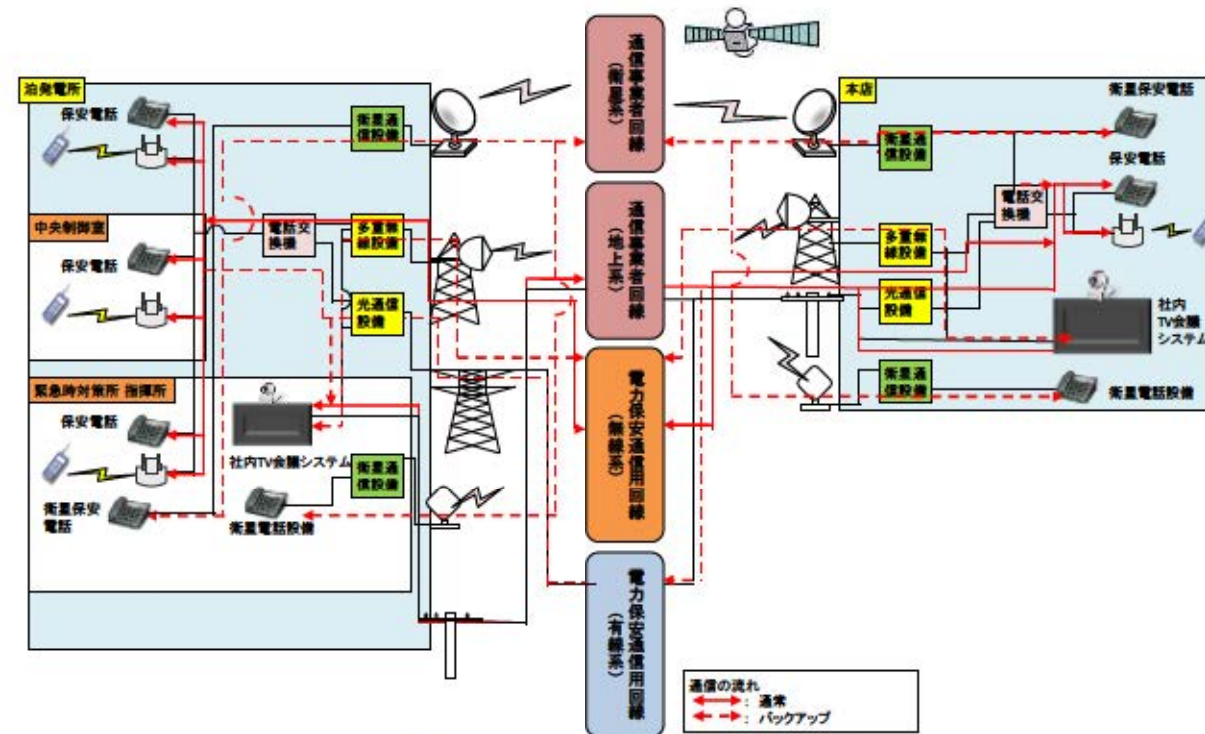 泊発電所
保安電話
衛星通
信設備
中央制御室
保安電話
電話交
換機
多重無
線設備
光通信
設備
緊急時対策所 指揮所
保安電話
社内TV会議システム
衛星通
信設備
衛星保安
電話
衛星電話設備
通信事業者回線
(衛星系)
通信事業者回線
(地上系)
電力保安通信用回線
(無線系)
電力保安通信用回線
(有線系)
本店
衛星保安電話
衛星通
信設備
保安電話
電話交
換機
多重無
線設備
光通信
設備
社内
TV会議
システム
衛星通
信設備
衛星電話設備
通信の流れ
: 通常
: バックアップ